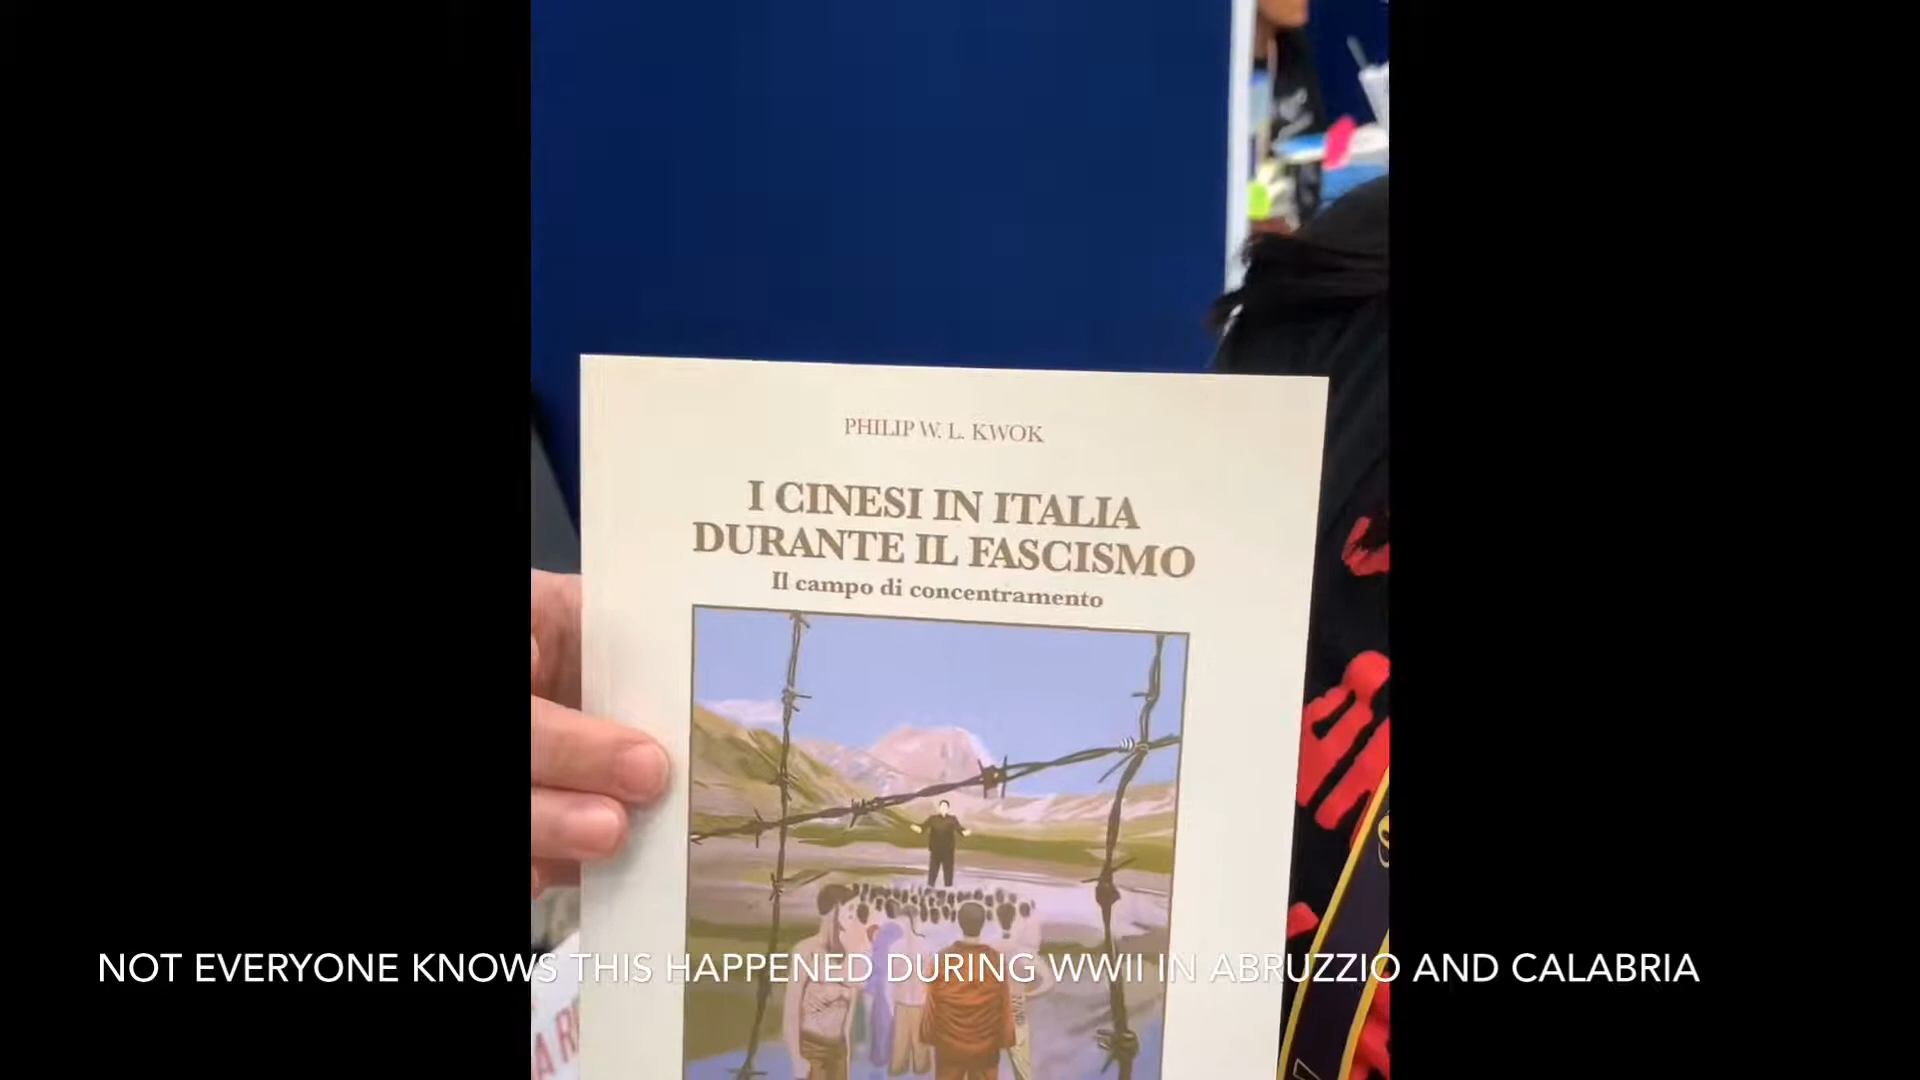 PHILIP W. L. KWOK
I CINESI IN ITALIA
DURANTE IL FASCISMO
Il campo di concentramento
NOT EVERYONE KNOWS THIS HAPPENED DURING WWII IN ABRUZZIO AND CALABRIA